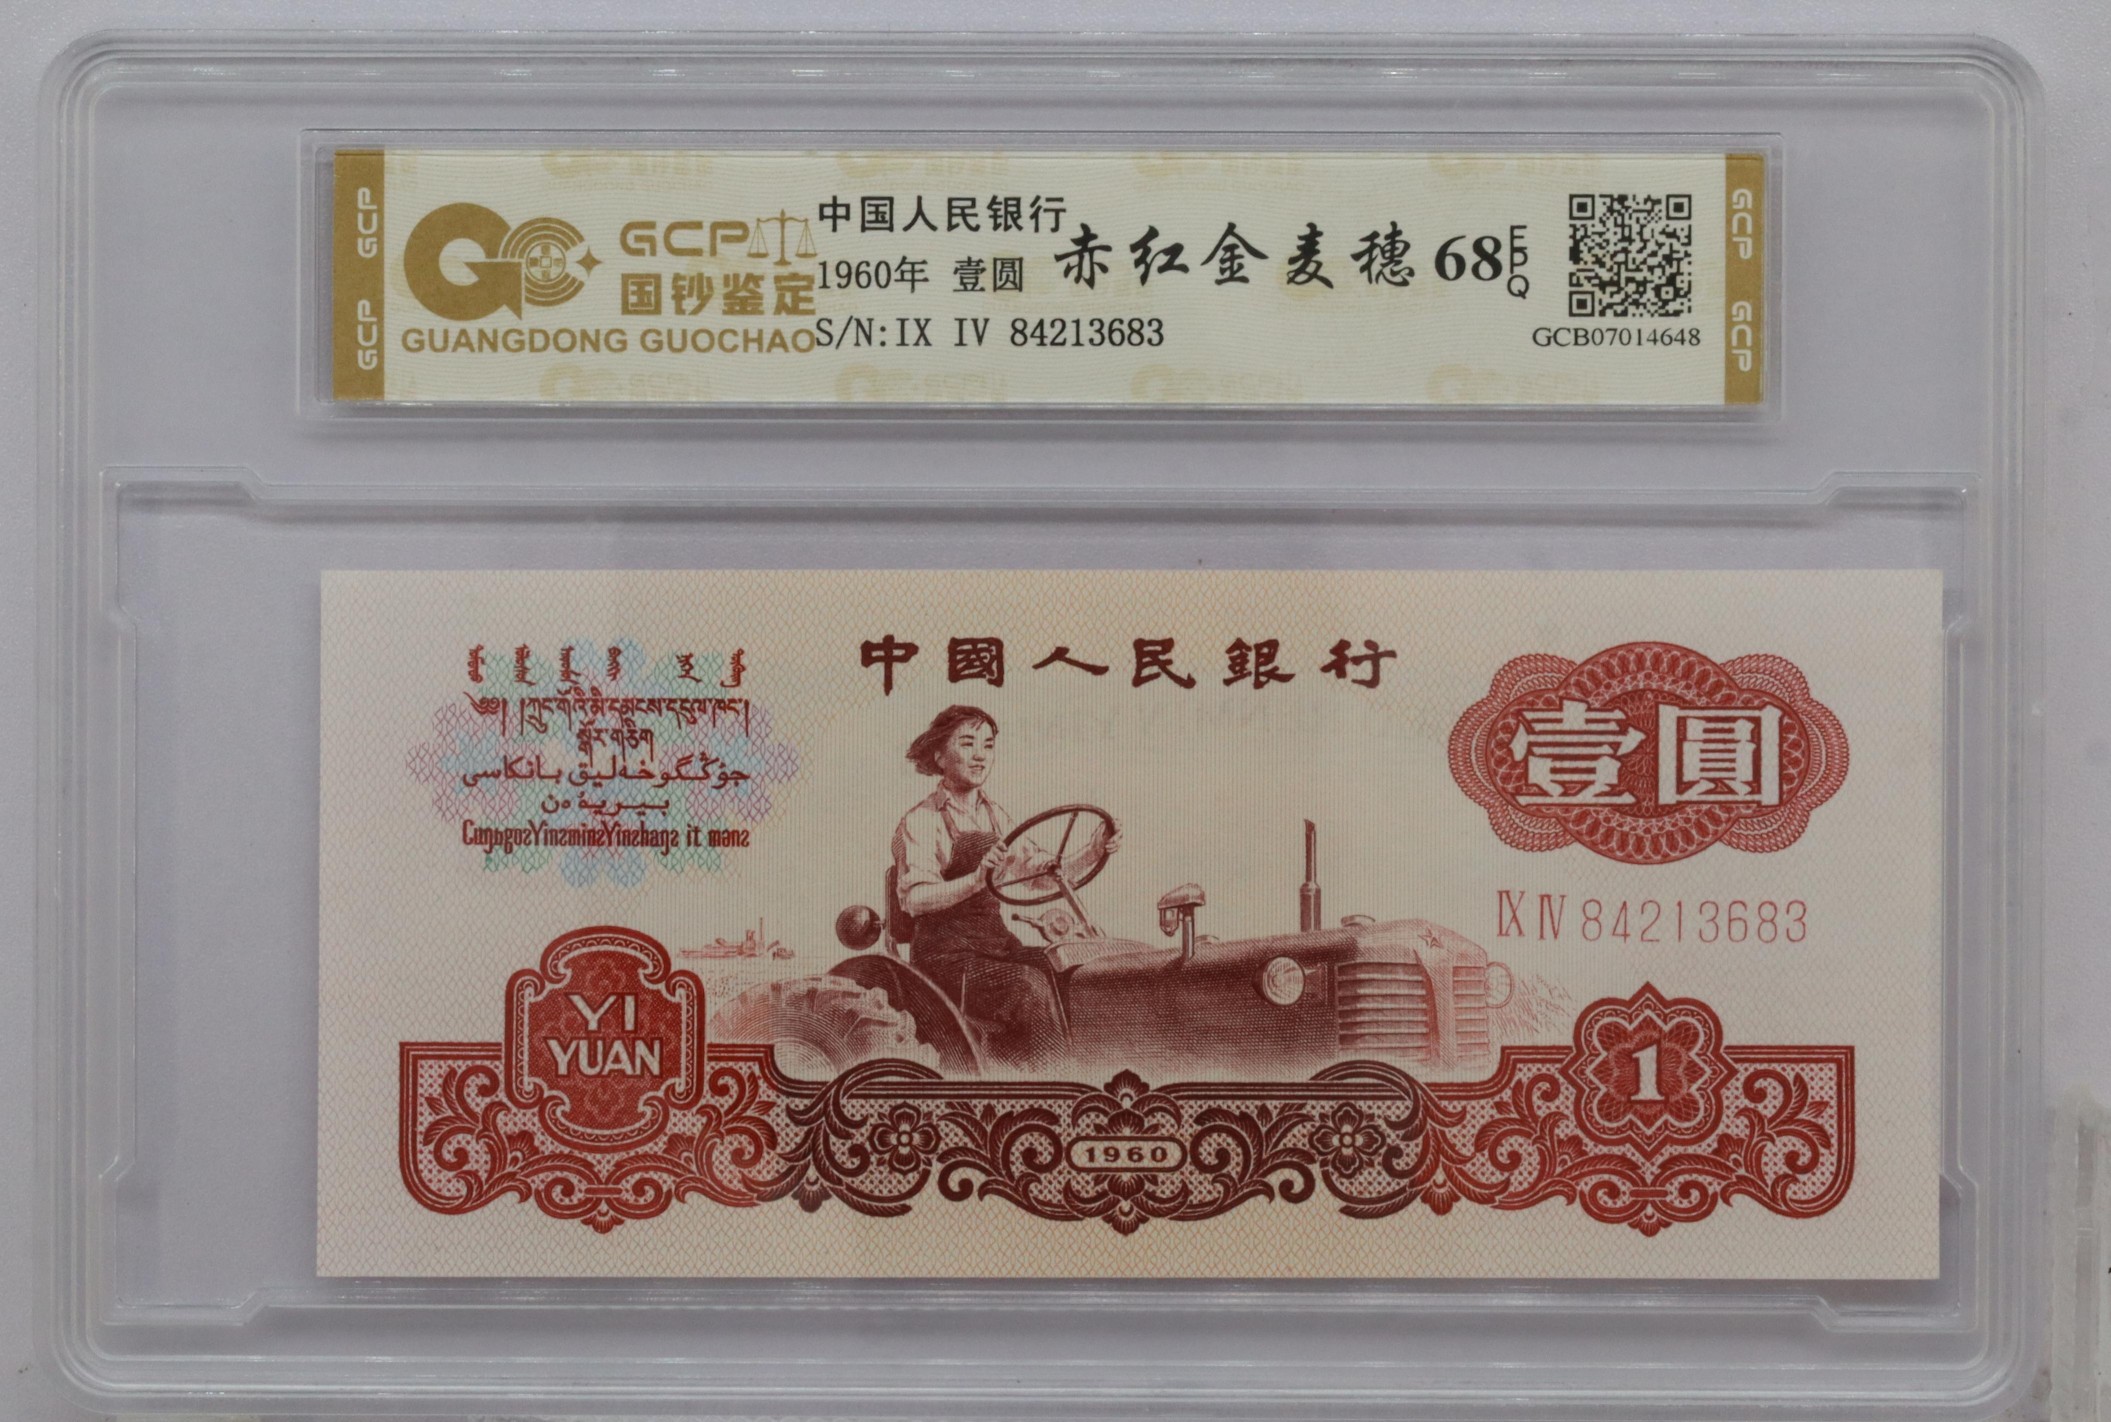 GCP GCP
GCP
国钞鉴定
GUANGDONG GUOCHAO
中国人民银行
1960年 壹圆
S/N:IX IV 84213683
赤红金麦穗 68 EPQ
GCB07014648
GCP GCP
中國人民銀行
壹圓
IX IV 84213683
YI
YUAN
1960
1